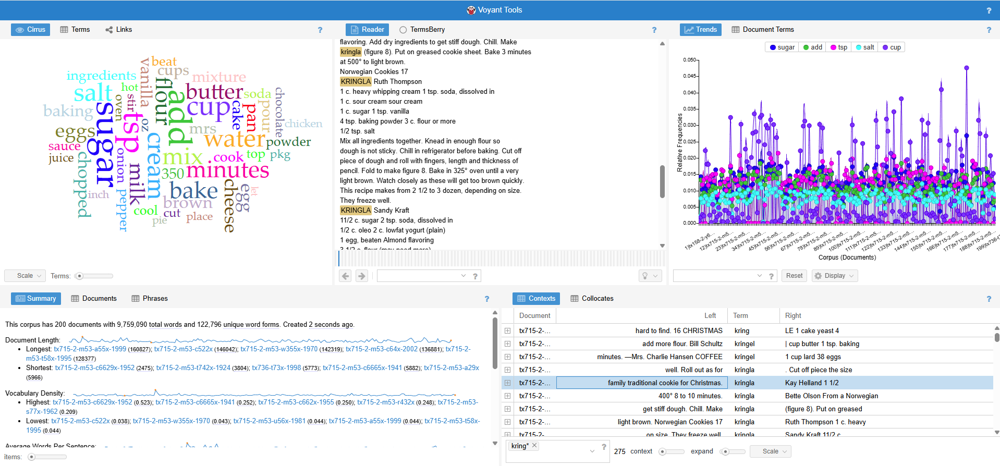 Voyant Tools
?
Cirrus
Terms
Links
?
beat
vanilla
cups
ingredients
mixture
hot
flour
butter
salt
soda
chocolate
oven
stir
add
cup
cake
pan
pour
baking
sugar
tsp
oz
mrs
chicken
eggs
water
powder
sauce
cream
onion
mix
cook
top
pkg
juice
chopped
milk
350
minutes
inch
pepper
bake
cheese
egg
let
brown
cool
cut
place
pie
Scale
Terms:
Reader
TermsBerry
?
flavoring. Add dry ingredients to get stiff dough. Chill. Make
kringla (figure 8). Put on greased cookie sheet. Bake 3 minutes
at 500° to light brown.
Norwegian Cookies 17
KRINGLA Ruth Thompson
1 c. heavy whipping cream 1 tsp. soda, dissolved in
1 c. sour cream sour cream
1 c. sugar 1 tsp. vanilla
4 tsp. baking powder 3 c. flour or more
1/2 tsp. salt
Mix all ingredients together. Knead in enough flour so
dough is not sticky. Chill in refrigerator before baking. Cut off
piece of dough and roll with fingers, length and thickness of
pencil. Fold to make figure 8. Bake in 325° oven until a very
light brown. Watch closely as these will get too brown quickly.
This recipe makes from 2 1/2 to 3 dozen, depending on size.
They freeze well.
KRINGLA Sandy Kraft
11/2 c. sugar 2 tsp. soda, dissolved in
1/2 c. oleo 2 c. lowfat yogurt (plain)
1 egg, beaten Almond flavoring
3 1/2 c. flour (may need more)
?
Trends
Document Terms
?
sugar add tsp salt cup
Relative Frequencies
0.050
0.045
0.040
0.035
0.030
0.025
0.020
0.015
0.010
0.005
0.000
1)tx158-2-y6...
12)tx715-2-m5...
23)tx715-2-m5...
34)tx715-2-m5...
45)tx715-2-m5...
56)tx715-2-m5...
67)tx715-2-m5...
78)tx715-2-m5...
89)tx715-2-m5...
100)tx715-2-m5...
111)tx715-2-m5...
122)tx715-2-m5...
133)tx715-2-m5...
144)tx715-2-m5...
155)tx715-2-m5...
166)tx715-2-m5...
177)tx715-2-m5...
188)tx715-2-m5...
Corpus (Documents)
?
Reset
Display
Summary
Documents
Phrases
?
This corpus has 200 documents with 9,759,090 total words and 122,796 unique word forms. Created 2 seconds ago.
Document Length:
Longest: tx715-2-m53-a55x-1999 (160827); tx715-2-m53-c522x (146042); tx715-2-m53-w355x-1970 (142319); tx715-2-m53-c64x-2002 (136881); tx715-2-
m53-t58x-1995 (128377)
Shortest: tx715-2-m53-c6629x-1952 (2475); tx715-2-m53-t742x-1924 (3804); tx736-t73x-1998 (5773); tx715-2-m53-c6665x-1941 (5882); tx715-2-m53-a29x
(5966)
Vocabulary Density:
Highest: tx715-2-m53-c6629x-1952 (0.523); tx715-2-m53-c6665x-1941 (0.252); tx715-2-m53-c662x-1955 (0.250); tx715-2-m53-r432x (0.248); tx715-2-m53-
s77x-1962 (0.209)
Lowest: tx715-2-m53-c522x (0.038); tx715-2-m53-w355x-1970 (0.043); tx715-2-m53-u56x-1981 (0.044); tx715-2-m53-a55x-1999 (0.044); tx715-2-m53-t58x-
1995 (0.044)
Average Words Per Sentence:
items:
Contexts
Collocates
?
Document Left Term Right
tx715-2-... hard to find. 16 CHRISTMAS kring LE 1 cake yeast 4
tx715-2-... add more flour. Bill Schultz kringel | cup butter 1 tsp. baking
tx715-2-... minutes. —Mrs. Charlie Hansen COFFEE kringel 1 cup lard 38 eggs
tx715-2-... well. Roll out as for kringla . Cut off piece the size
tx715-2-... family traditional cookie for Christmas. kringla Kay Helland 1 1/2
tx715-2-... 400° 8 to 10 minutes. kringla Bette Olson From a Norwegian
tx715-2-... get stiff dough. Chill. Make kringla (figure 8). Put on greased
tx715-2-... light brown. Norwegian Cookies 17 kringla Ruth Thompson 1 c. heavy
tx715-2-... on size. They freeze well. kringla Sandy Kraft 11/2 c.
kring*
?
275 context expand Scale